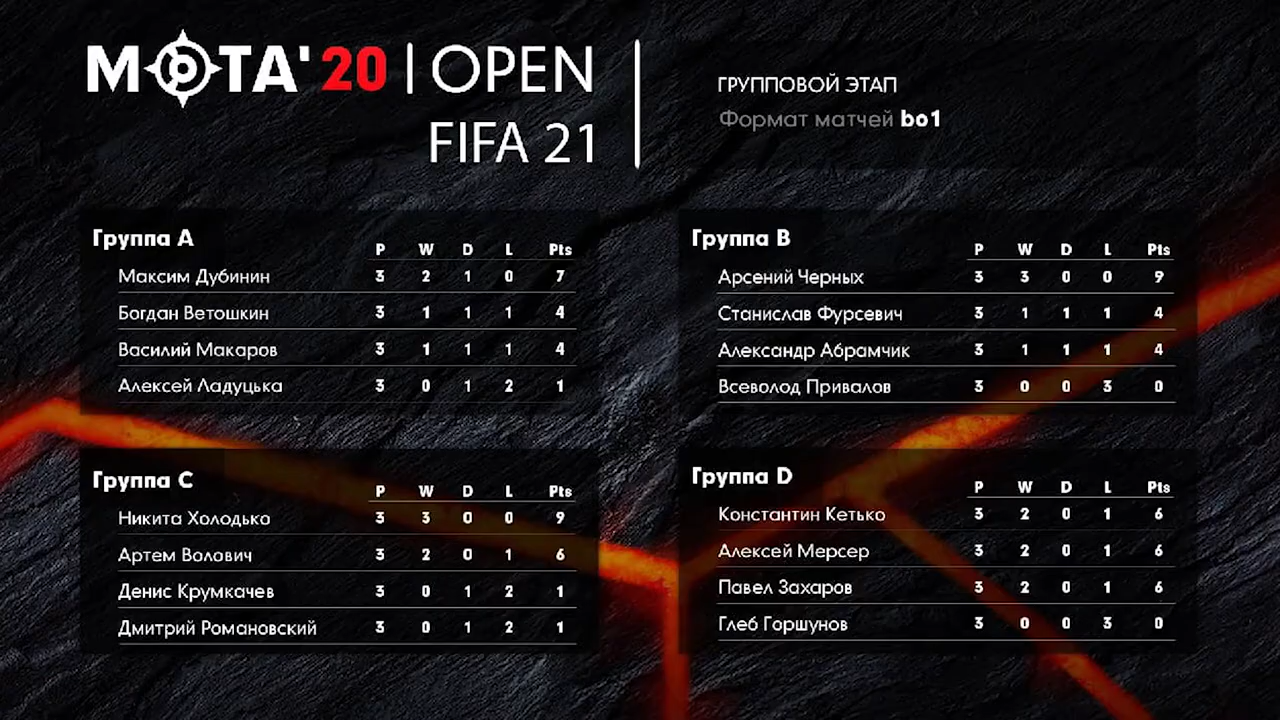 МОТА'20 | OPEN
FIFA 21
ГРУППОВОЙ ЭТАП
Формат матчей bo1
Группа A
P W D L Pts
Максим Дубинин 3 2 1 0 7
Богдан Ветошкин 3 1 1 1 4
Василий Макаров 3 1 1 1 4
Алексей Ладуцька 3 0 1 2 1
Группа B
P W D L Pts
Арсений Черных 3 3 0 0 9
Станислав Фурсевич 3 1 1 1 4
Александр Абрамчик 3 1 1 1 4
Всеволод Привалов 3 0 0 3 0
Группа C
P W D L Pts
Никита Холодько 3 3 0 0 9
Артем Волович 3 2 0 1 6
Денис Крумкачев 3 0 1 2 1
Дмитрий Романовский 3 0 1 2 1
Группа D
P W D L Pts
Константин Кетько 3 2 0 1 6
Алексей Мерсер 3 2 0 1 6
Павел Захаров 3 2 0 1 6
Глеб Горшунов 3 0 0 3 0